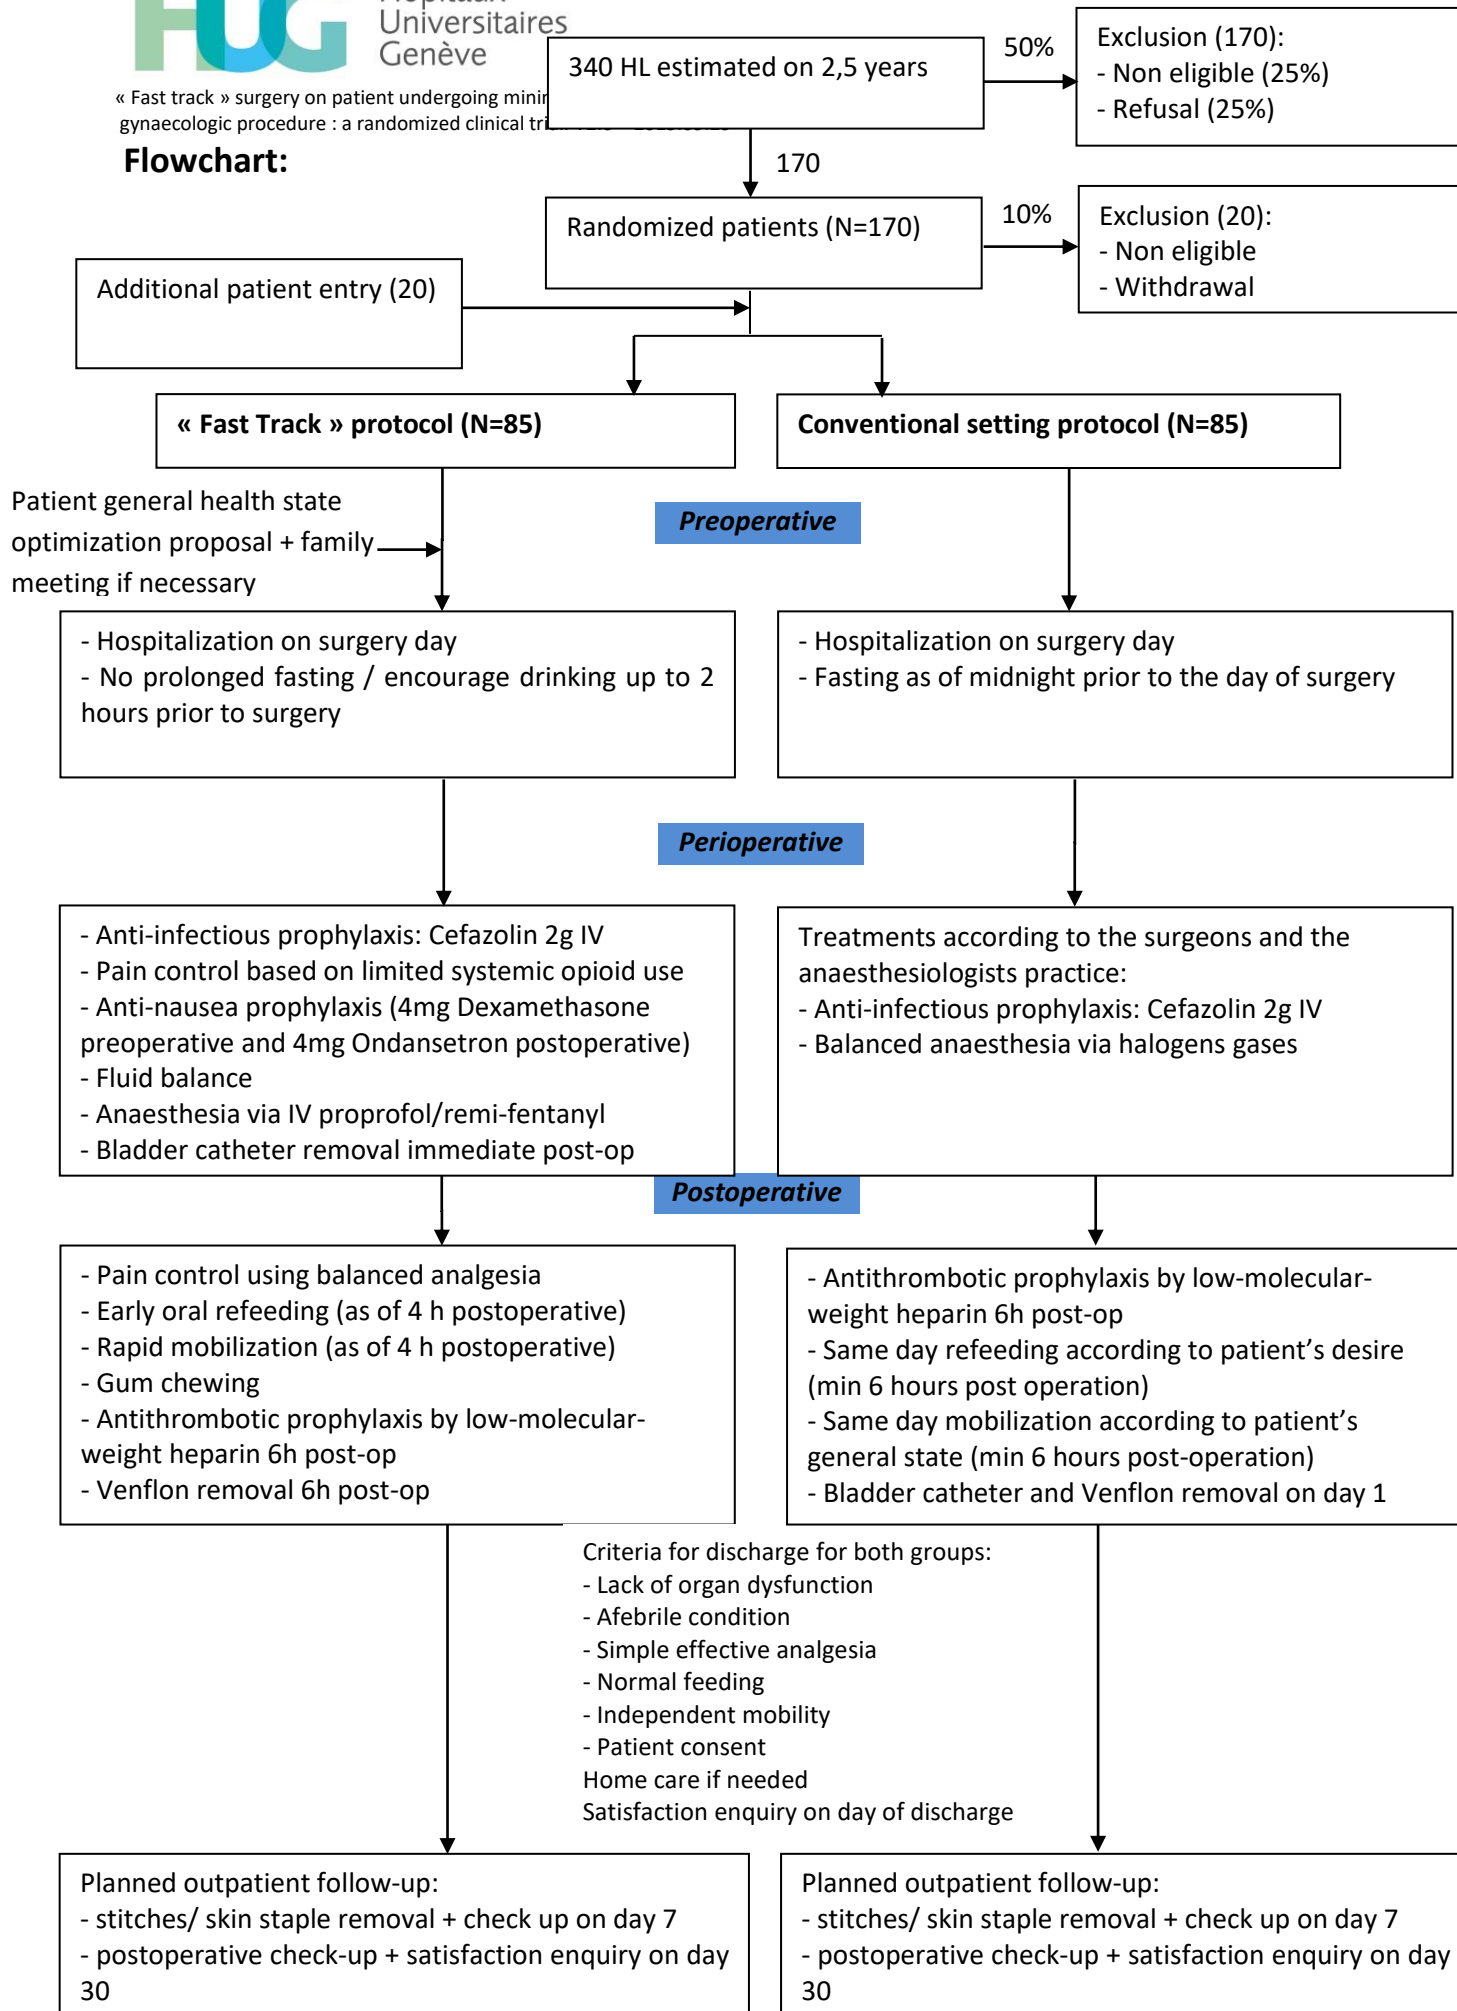 HUG
Hôpitaux
Universitaires
Genève
« Fast track » surgery on patient undergoing
gynaecologic procedure : a randomized clinical
Flowchart:
340 HL estimated on 2,5 years
50%
Exclusion (170):
- Non eligible (25%)
- Refusal (25%)
170
Randomized patients (N=170)
10%
Exclusion (20):
- Non eligible
- Withdrawal
Additional patient entry (20)
« Fast Track » protocol (N=85)
Conventional setting protocol (N=85)
Patient general health state
optimization proposal + family
meeting if necessary
Preoperative
- Hospitalization on surgery day
- No prolonged fasting / encourage drinking up to 2
hours prior to surgery
- Hospitalization on surgery day
- Fasting as of midnight prior to the day of surgery
Perioperative
- Anti-infectious prophylaxis: Cefazolin 2g IV
- Pain control based on limited systemic opioid use
- Anti-nausea prophylaxis (4mg Dexamethasone
preoperative and 4mg Ondansetron postoperative)
- Fluid balance
- Anaesthesia via IV proprofol/remi-fentanyl
- Bladder catheter removal immediate post-op
Treatments according to the surgeons and the
anaesthesiologists practice:
- Anti-infectious prophylaxis: Cefazolin 2g IV
- Balanced anaesthesia via halogens gases
Postoperative
- Pain control using balanced analgesia
- Early oral refeeding (as of 4 h postoperative)
- Rapid mobilization (as of 4 h postoperative)
- Gum chewing
- Antithrombotic prophylaxis by low-molecular-
weight heparin 6h post-op
- Venflon removal 6h post-op
- Antithrombotic prophylaxis by low-molecular-
weight heparin 6h post-op
- Same day refeeding according to patient's desire
(min 6 hours post operation)
- Same day mobilization according to patient's
general state (min 6 hours post-operation)
- Bladder catheter and Venflon removal on day 1
Criteria for discharge for both groups:
- Lack of organ dysfunction
- Afebrile condition
- Simple effective analgesia
- Normal feeding
- Independent mobility
- Patient consent
Home care if needed
Satisfaction enquiry on day of discharge
Planned outpatient follow-up:
- stitches/ skin staple removal + check up on day 7
- postoperative check-up + satisfaction enquiry on day
30
Planned outpatient follow-up:
- stitches/ skin staple removal + check up on day 7
- postoperative check-up + satisfaction enquiry on day
30